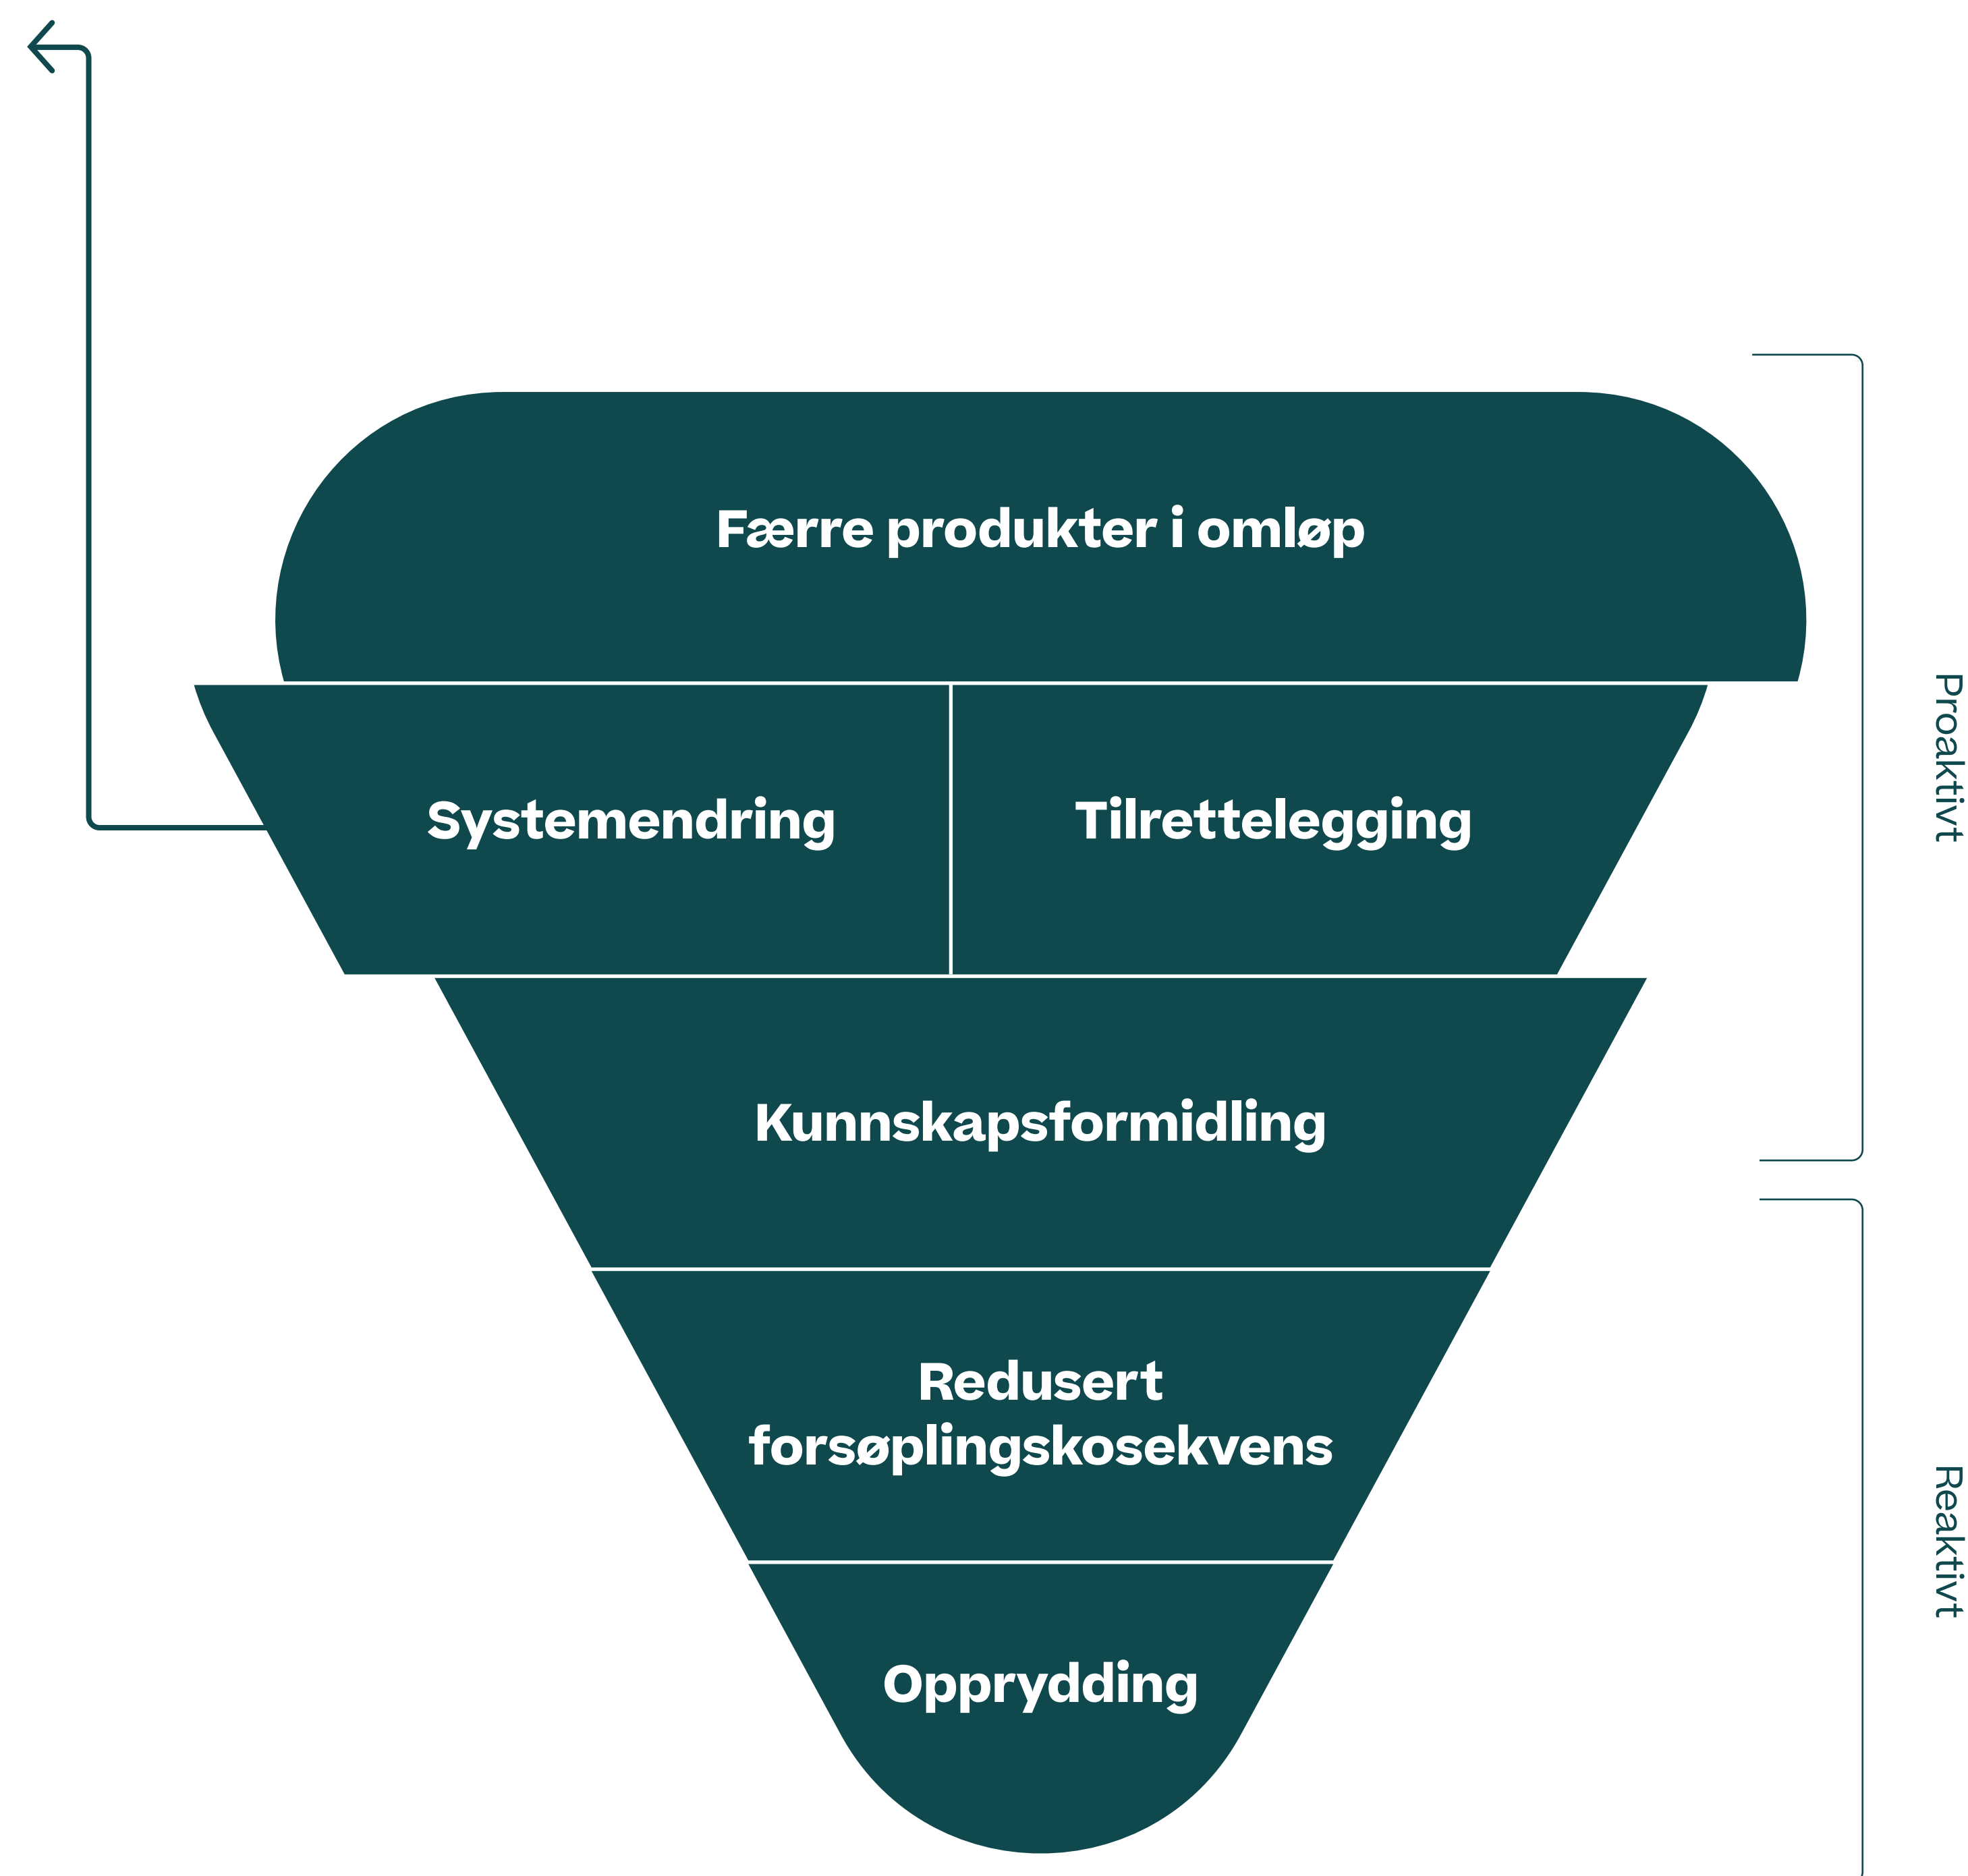 Færre produkter i omløp
Systemendring
Tilrettelegging
Kunnskapsformidling
Redusert
forsøplingskosekvens
Opprydding
Proaktivt
Reaktivt